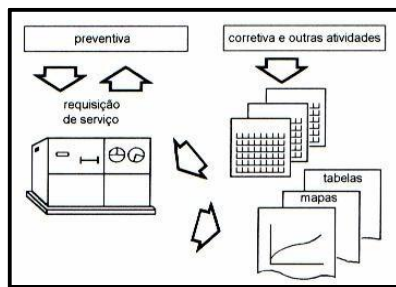 preventiva
corretiva e outras atividades
requisição
de serviço
tabelas
mapas